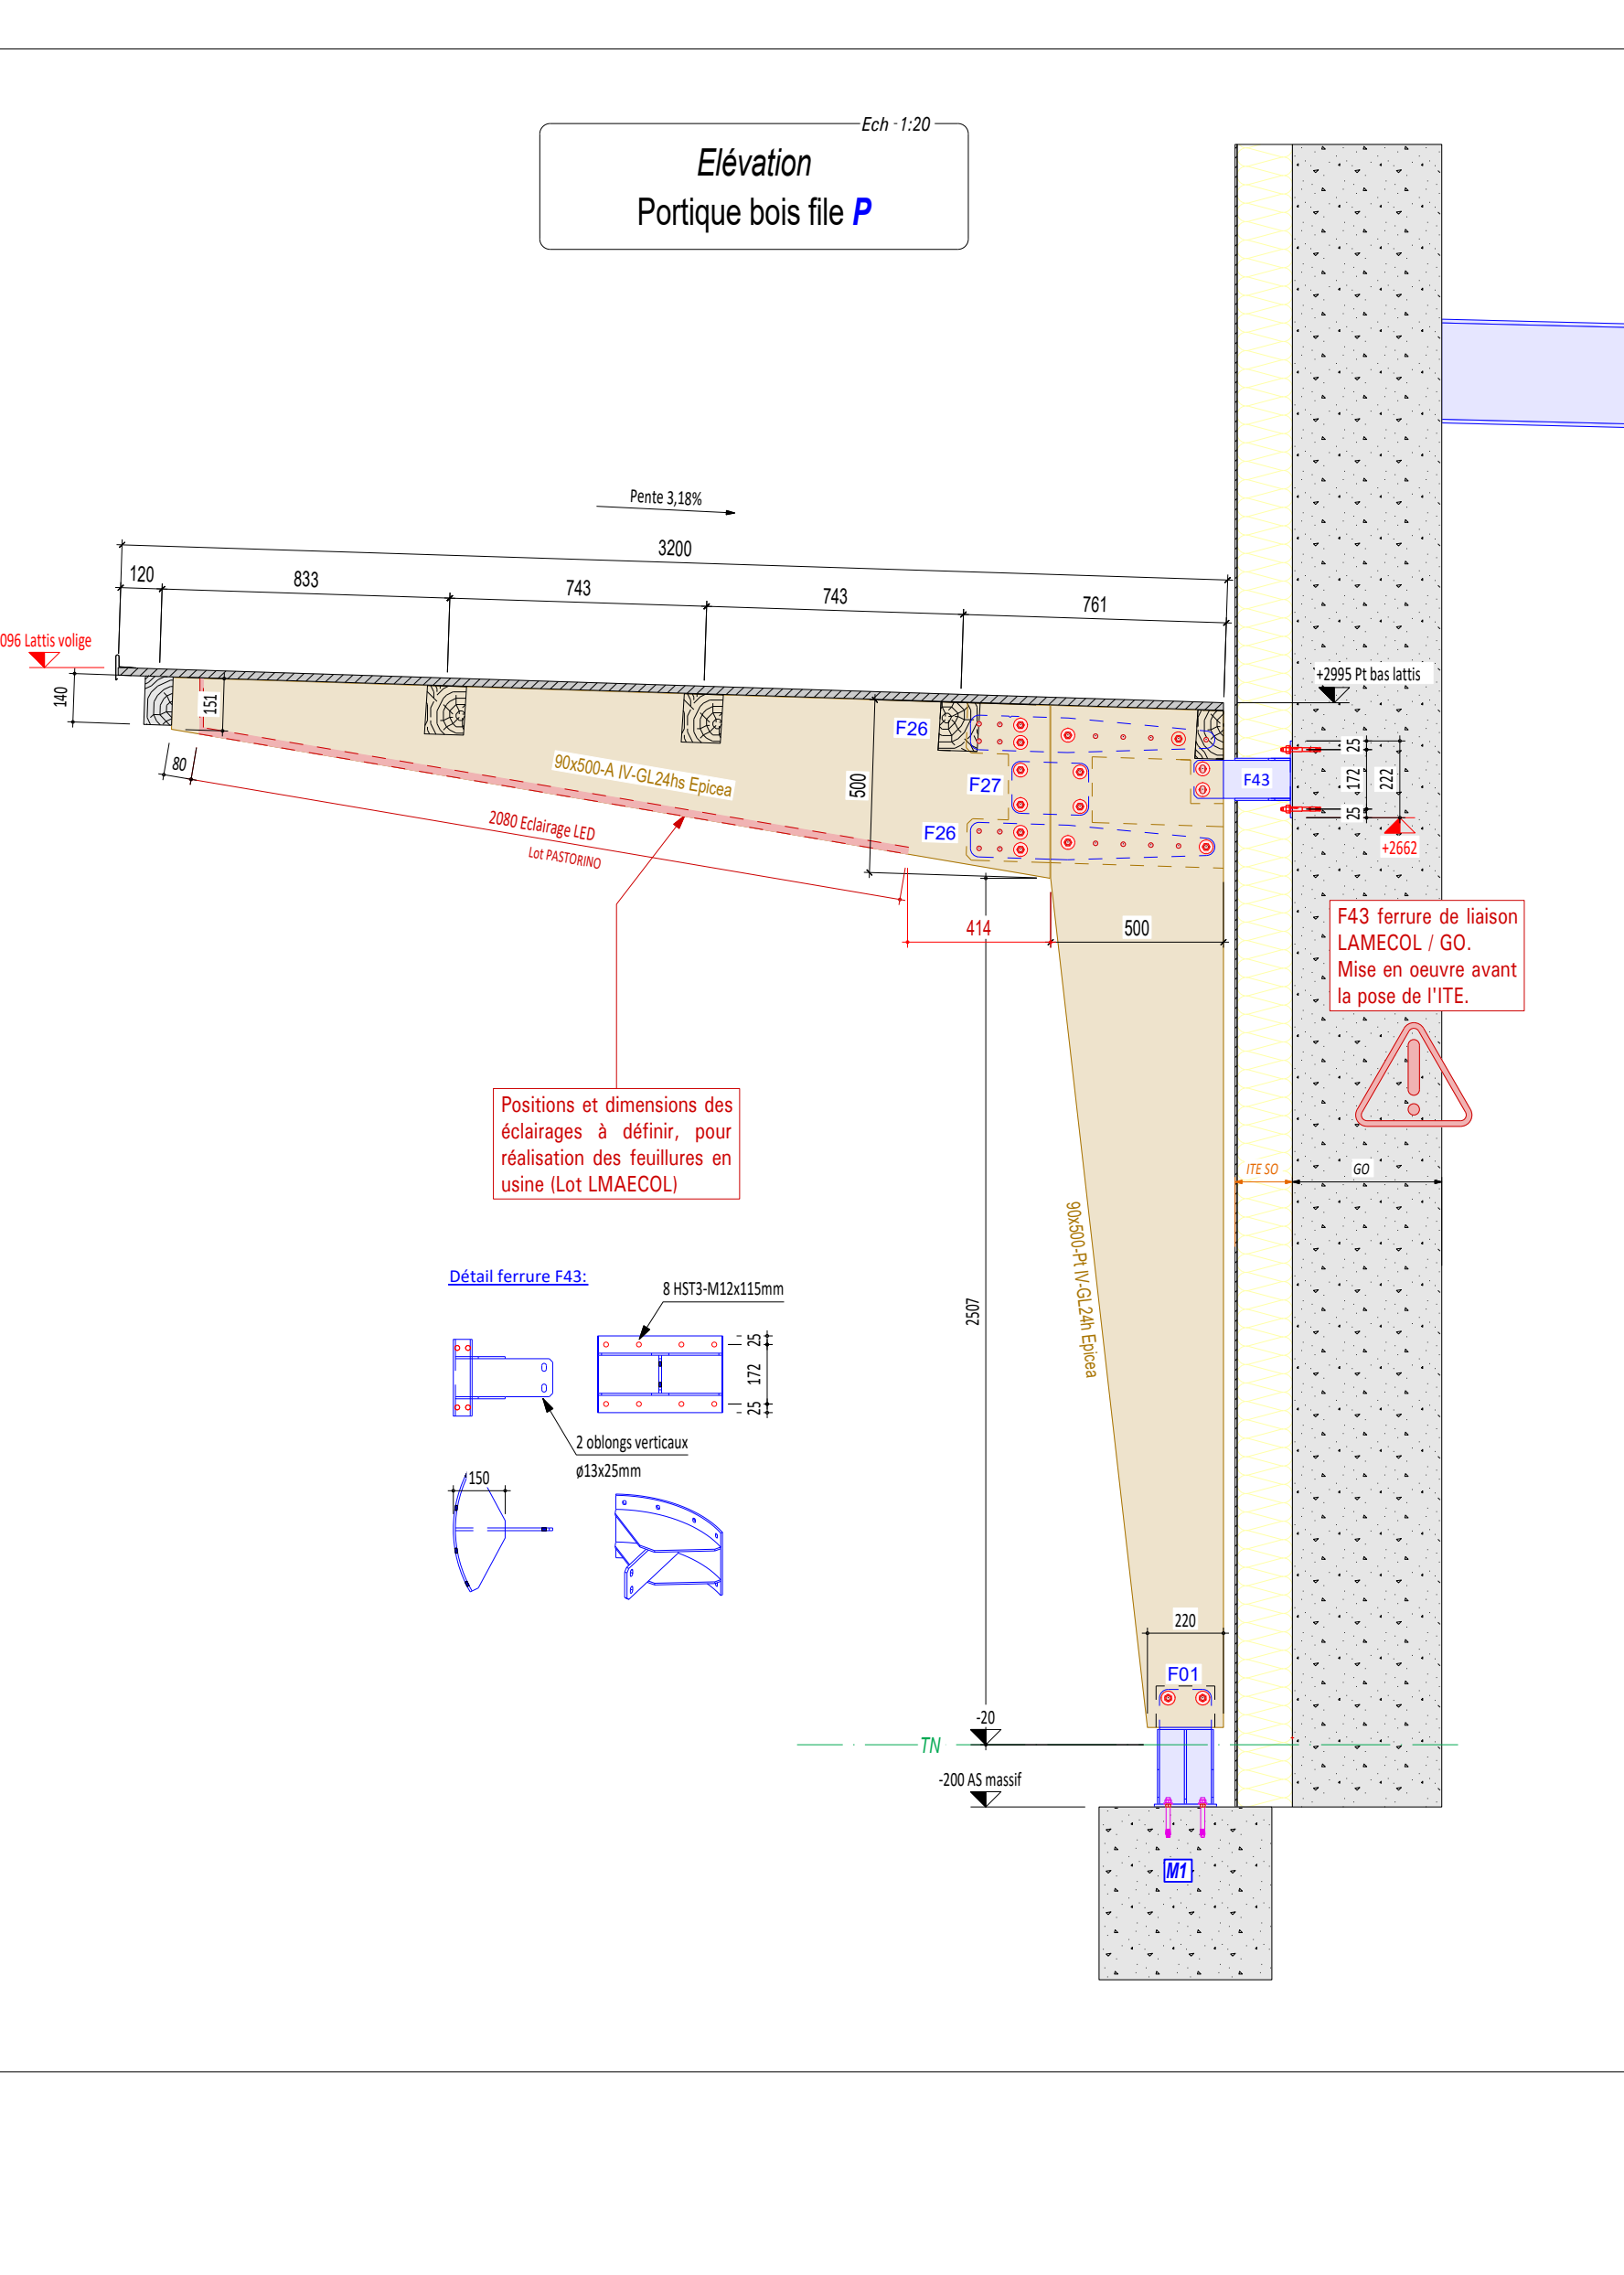 Ech - 1:20
Elévation
Portique bois file P
Pente 3,18%
3200
120
833
743
743
761
096 Lattis volige
+2995 Pt bas lattis
140
151
80
F26
F27
F26
F43
500
90x500-A IV-GL24hs Epicea
2080 Eclairage LED
Lot PASTORINO
25
172
25
222
+2662
414
500
F43 ferrure de liaison
LAMECOL / GO.
Mise en oeuvre avant
la pose de l'ITE.
Positions et dimensions des
éclairages à définir, pour
réalisation des feuillures en
usine (Lot LMAECOL)
ITE SO
GO
90x500-Pt IV-GL24h Epicea
2507
Détail ferrure F43:
8 HST3-M12x115mm
25
172
25
2 oblongs verticaux
ø13x25mm
150
220
F01
-20
TN
-200 AS massif
M1